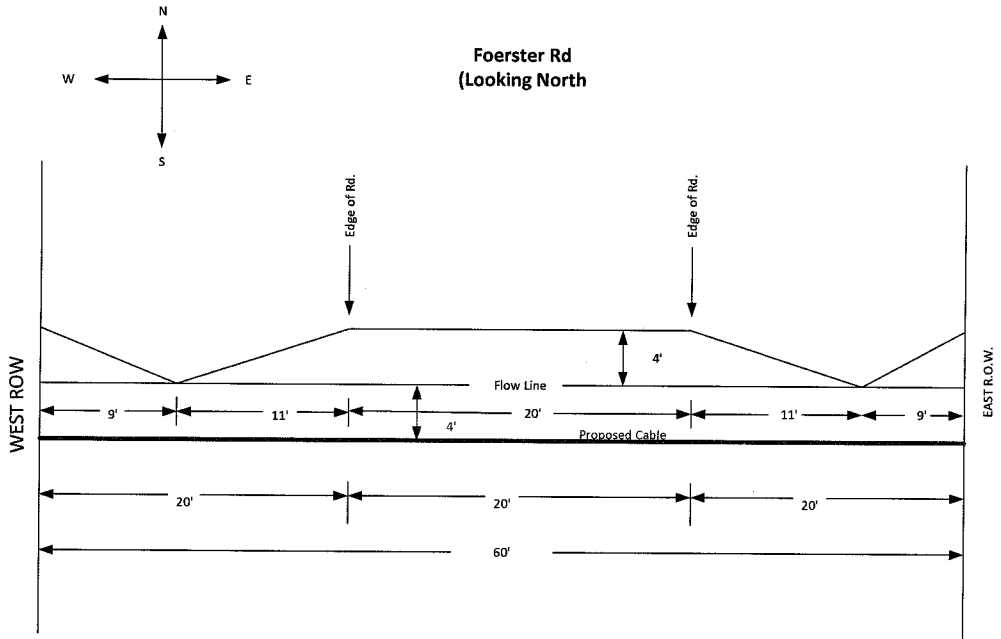 N
Foerster Rd
(Looking North
W
E
S
Edge of Rd.
Edge of Rd.
4'
WEST ROW
Flow Line
EAST R.O.W.
9'
11'
20'
11'
9'
4'
Proposed Cable
20'
20'
20'
60'